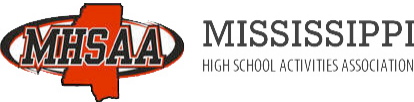 MHSAA
MISSISSIPPI
HIGH SCHOOL ACTIVITIES ASSOCIATION